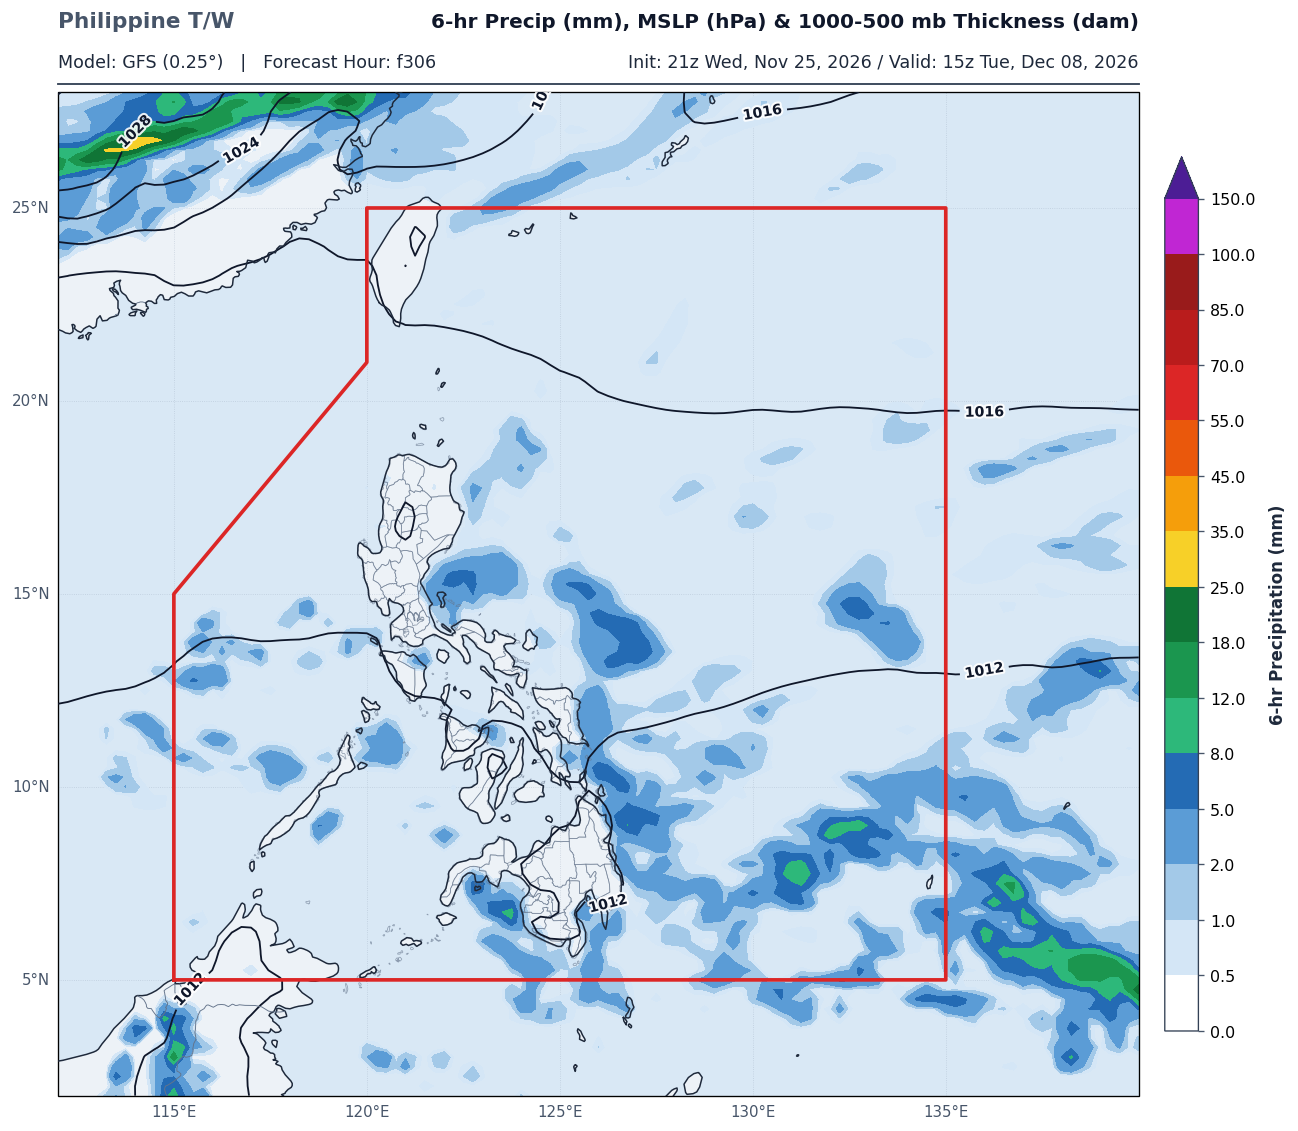 Philippine T/W
6-hr Precip (mm), MSLP (hPa) & 1000-500 mb Thickness (dam)
Model: GFS (0.25°) | Forecast Hour: f306
Init: 21z Wed, Nov 25, 2026 / Valid: 15z Tue, Dec 08, 2026
10
1016
1028
1024
1016
1012
1012
1012
25°N
20°N
15°N
10°N
5°N
115°E
120°E
125°E
130°E
135°E
150.0
100.0
85.0
70.0
55.0
45.0
35.0
25.0
18.0
12.0
8.0
5.0
2.0
1.0
0.5
0.0
6-hr Precipitation (mm)